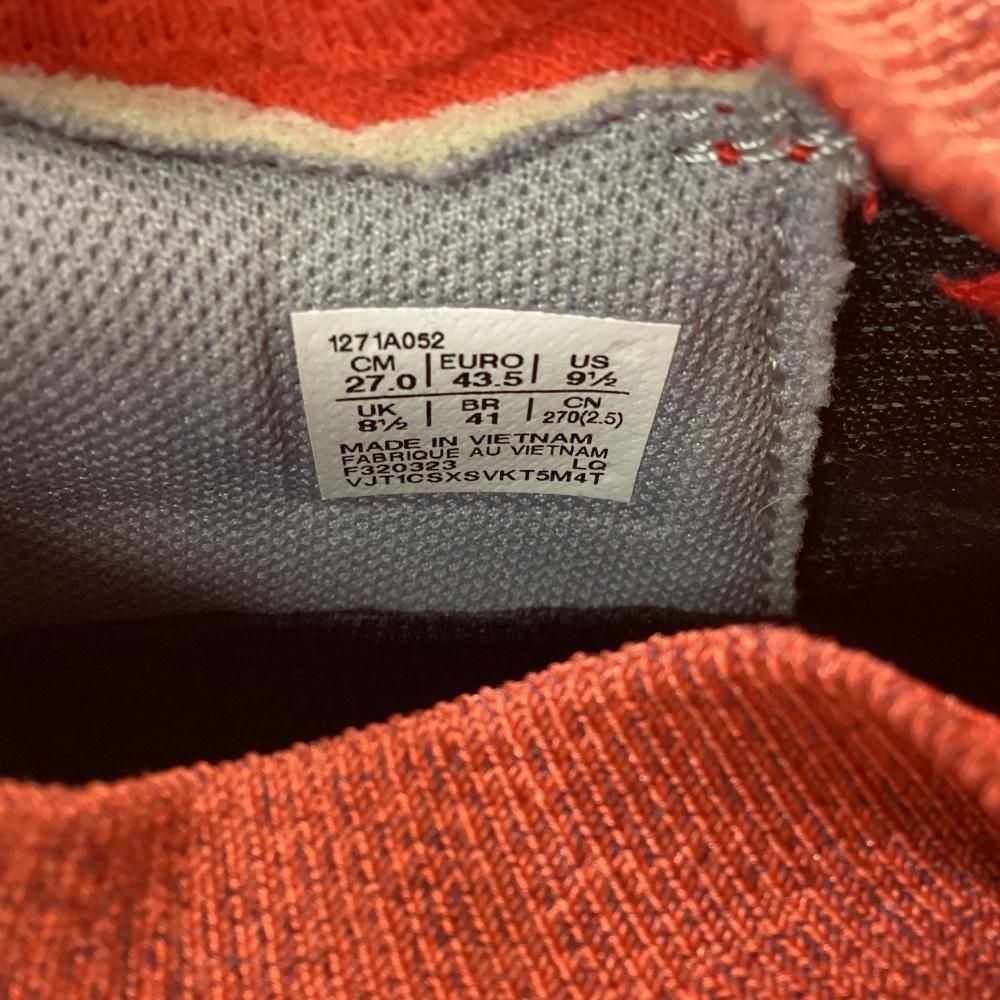 1271A052
CM | EURO | US
27.0 | 43.5 | 9½
UK | BR | CN
8½ | 41 | 270(2.5)
MADE IN VIETNAM
FABRIQUE AU VIETNAM
F320323 LQ
VJT1CSXSVKT5M4T